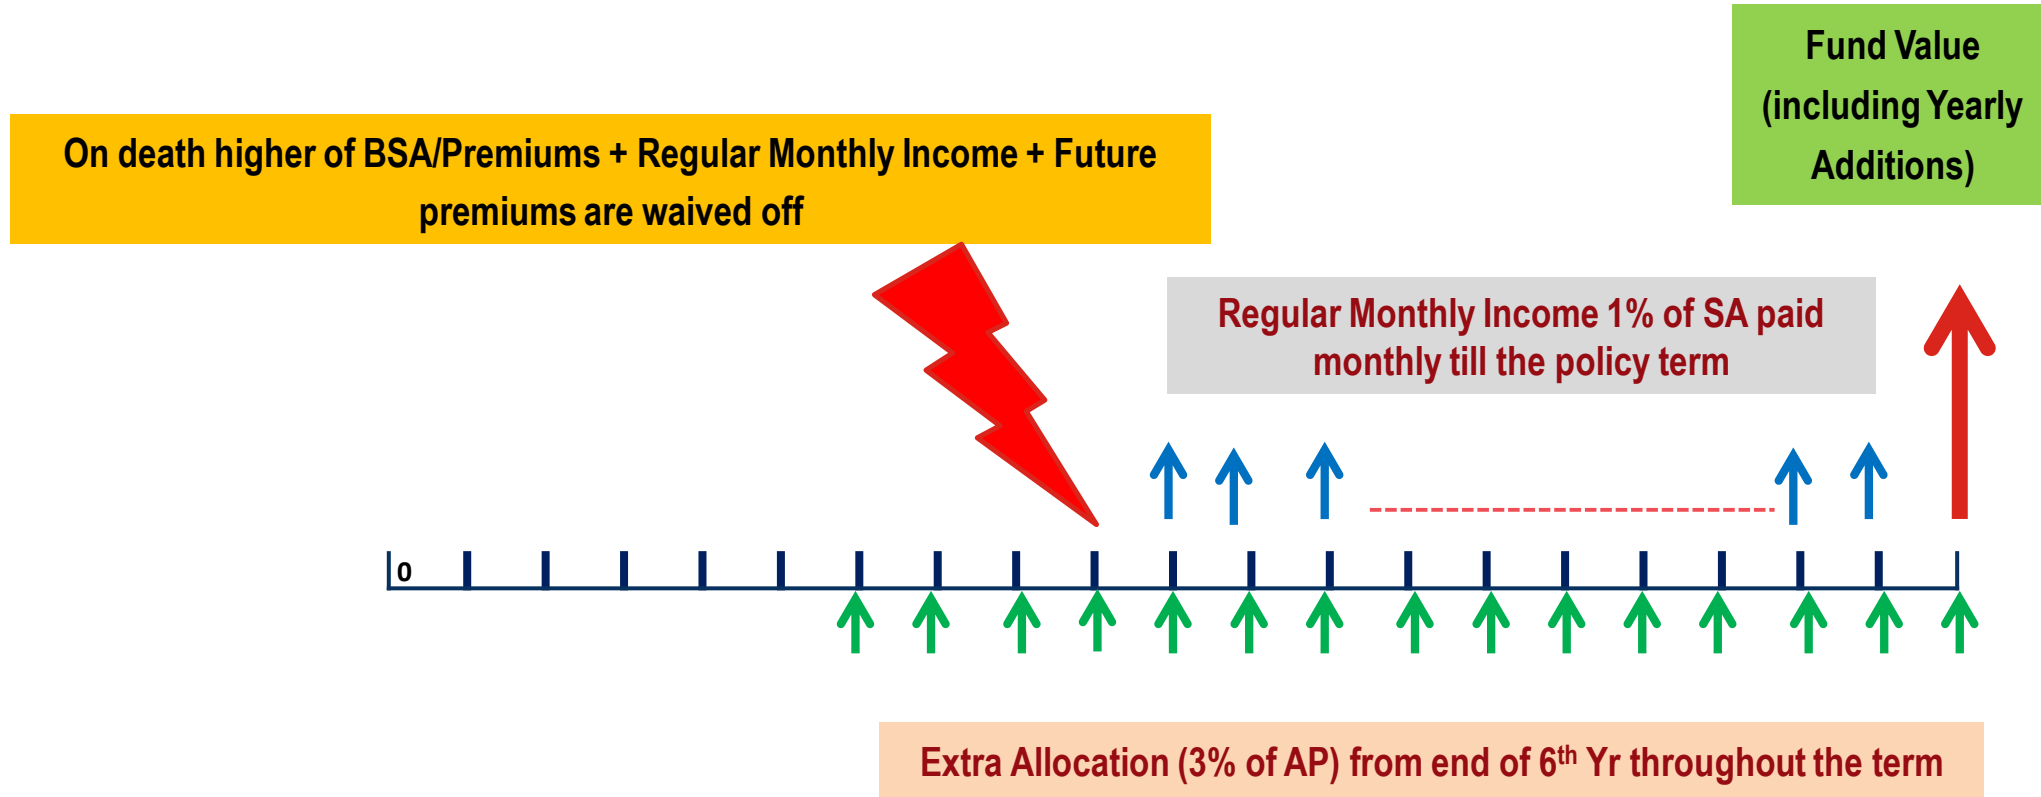 Fund Value
(including Yearly
Additions)
On death higher of BSA/Premiums + Regular Monthly Income + Future
premiums are waived off
Regular Monthly Income 1% of SA paid
monthly till the policy term
0
Extra Allocation (3% of AP) from end of 6th Yr throughout the term